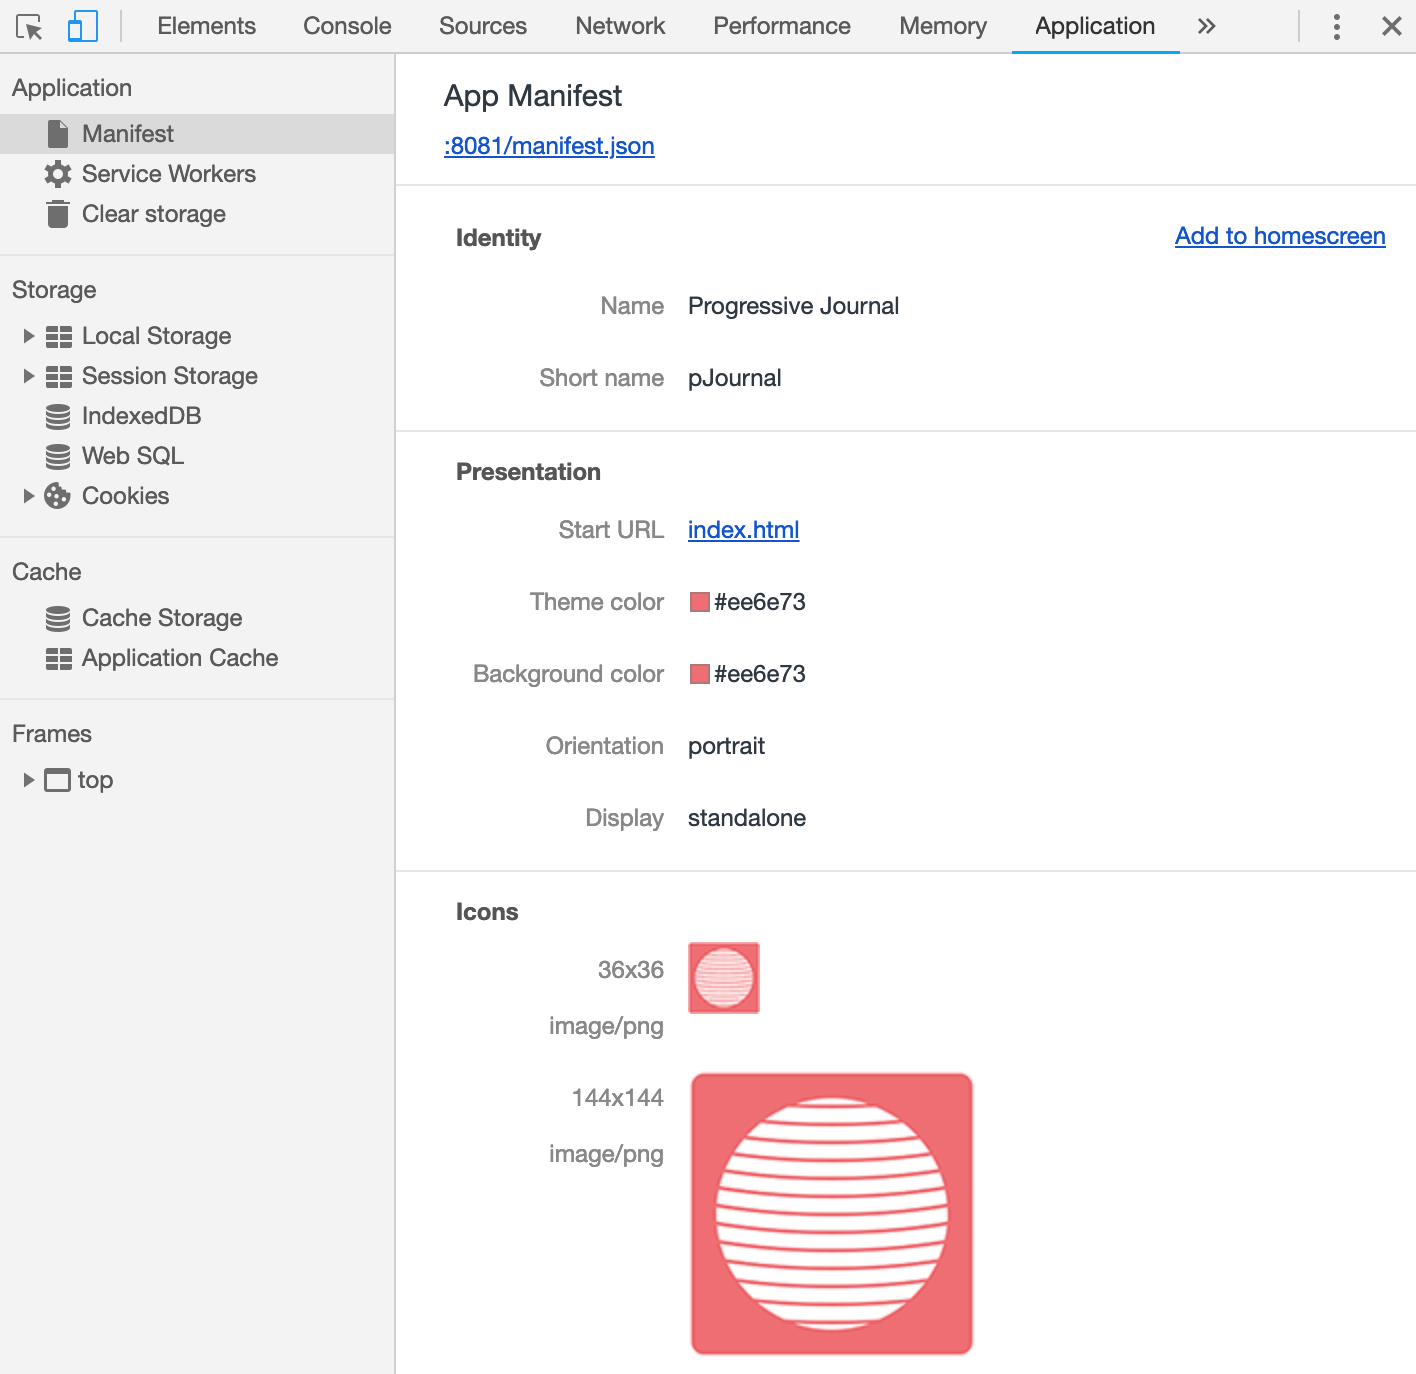 Elements Console Sources Network Performance Memory Application »
Application
Manifest
Service Workers
Clear storage
Storage
Local Storage
Session Storage
IndexedDB
Web SQL
Cookies
Cache
Cache Storage
Application Cache
Frames
top
App Manifest
:8081/manifest.json
Identity Add to homescreen
Name Progressive Journal
Short name pJournal
Presentation
Start URL index.html
Theme color #ee6e73
Background color #ee6e73
Orientation portrait
Display standalone
Icons
36x36
image/png
144x144
image/png